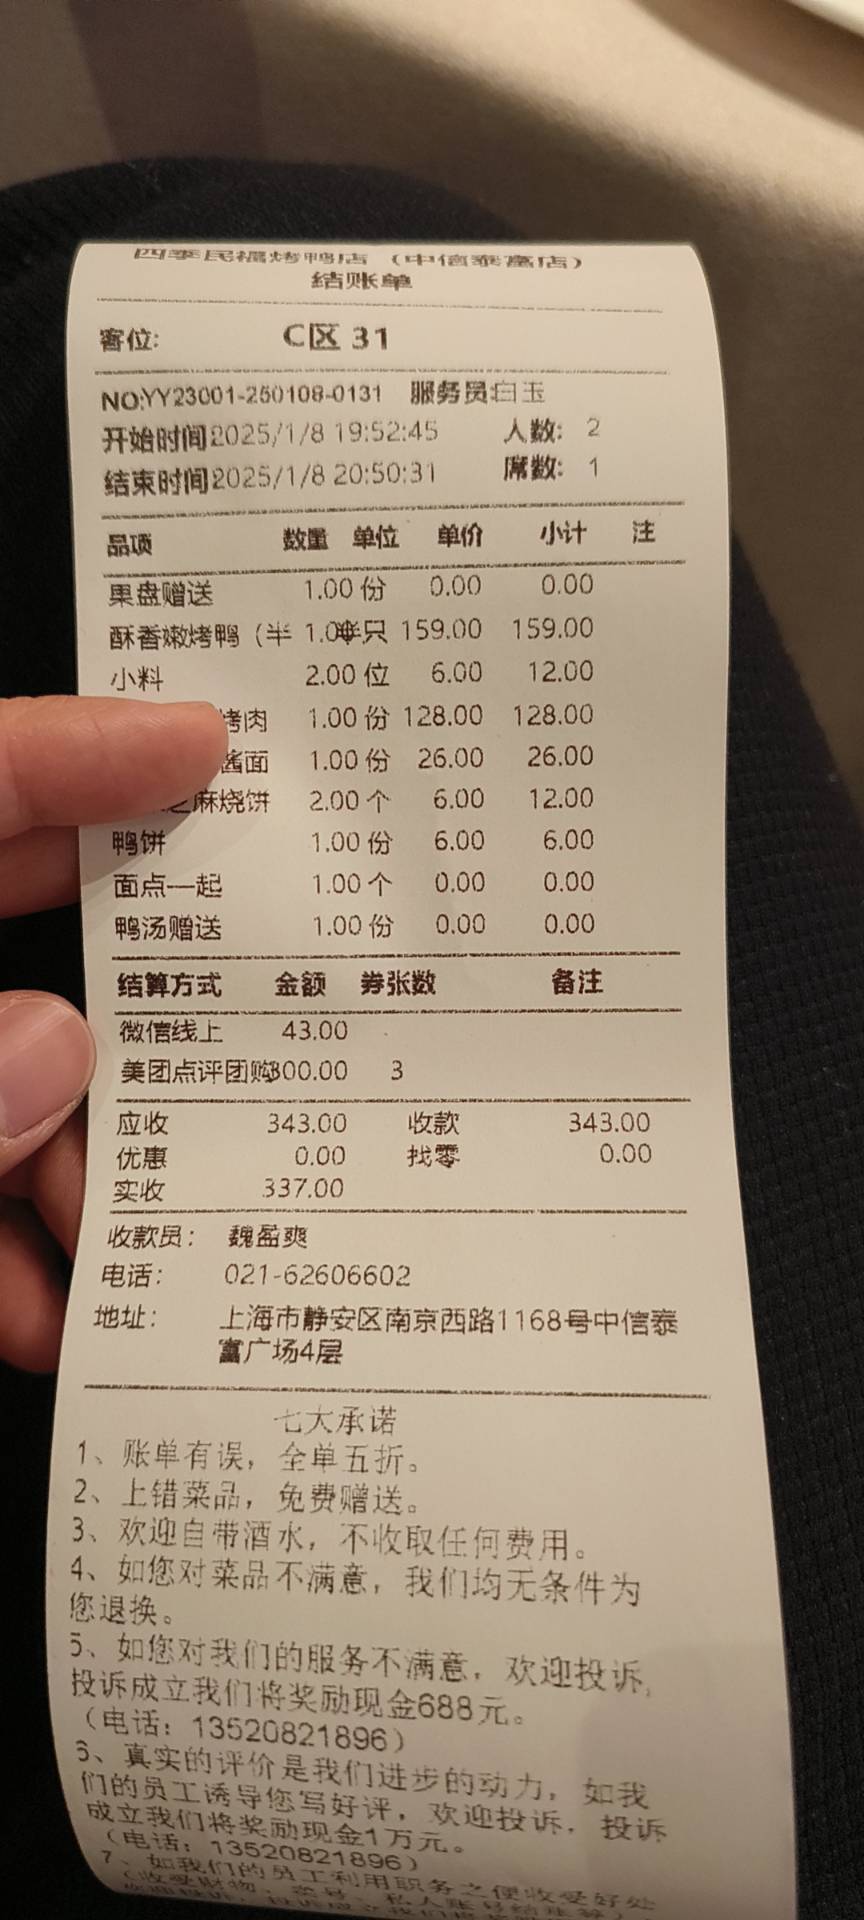 四季民福烤鸭店 (中信泰富店)
结账单
客位: C区 31
NO:YY23001-250108-0131 服务员:白玉
开始时间2025/1/8 19:52:45 人数: 2
结束时间2025/1/8 20:50:31 席数: 1
品项 数量 单位 单价 小计 注
果盘赠送 1.00 份 0.00 0.00
酥香嫩烤鸭 (半 1.00半只 159.00 159.00
小料 2.00 位 6.00 12.00
烤肉 1.00 份 128.00 128.00
酱面 1.00 份 26.00 26.00
芝麻烧饼 2.00 个 6.00 12.00
鸭饼 1.00 份 6.00 6.00
面点一起 1.00 个 0.00 0.00
鸭汤赠送 1.00 份 0.00 0.00
结算方式 金额 券张数 备注
微信线上 43.00
美团点评团购300.00 3
应收 343.00 收款 343.00
优惠 0.00 找零 0.00
实收 337.00
收款员: 魏盈爽
电话: 021-62606602
地址: 上海市静安区南京西路1168号中信泰
富广场4层
七大承诺
1、账单有误，全单五折。
2、上错菜品，免费赠送。
3、欢迎自带酒水，不收取任何费用。
4、如您对菜品不满意，我们均无条件为
您退换。
5、如您对我们的服务不满意，欢迎投诉,
投诉成立我们将奖励现金688元。
(电话: 13520821896)
6、真实的评价是我们进步的动力，如我
们的员工诱导您写好评，欢迎投诉，投诉
成立我们将奖励现金1万元。
(电话: 13520821896)
7、如我们的员工利用职务之便收受好处